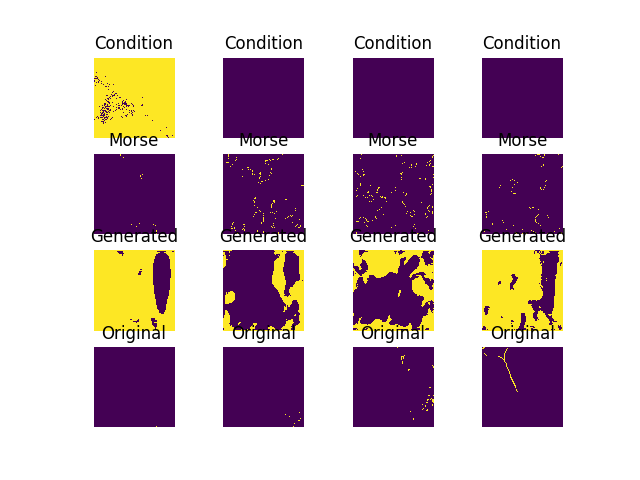 Condition Condition Condition Condition
Morse Morse Morse Morse
Generated Generated Generated Generated
Original Original Original Original